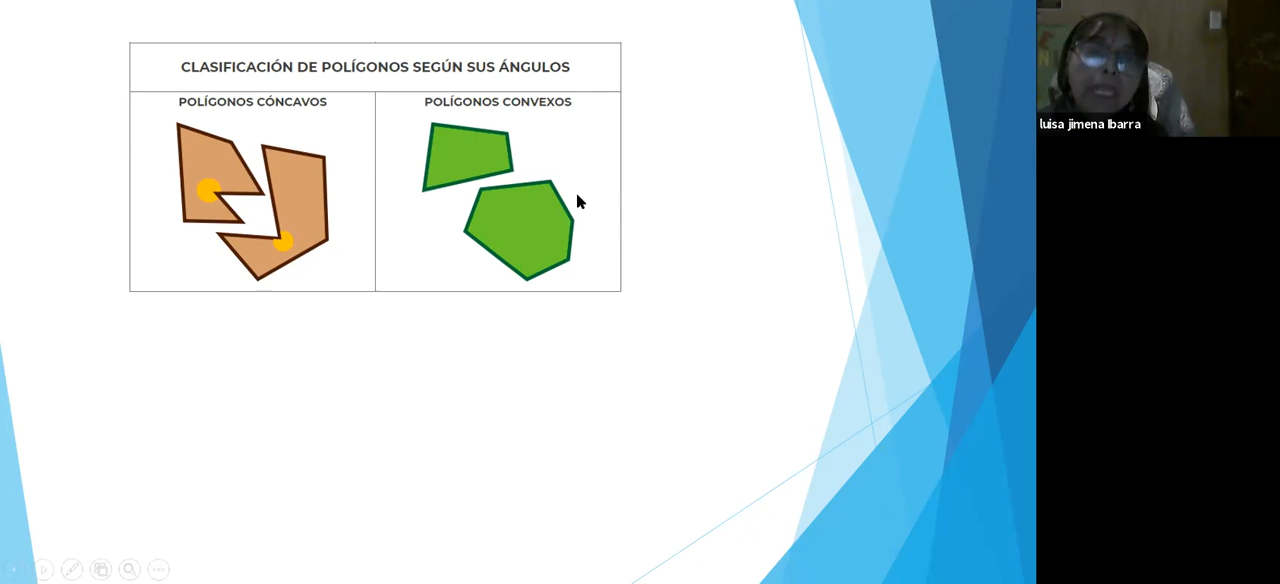 CLASIFICACIÓN DE POLÍGONOS SEGÚN SUS ÁNGULOS
POLÍGONOS CÓNCAVOS
POLÍGONOS CONVEXOS
luisa jimena Ibarra